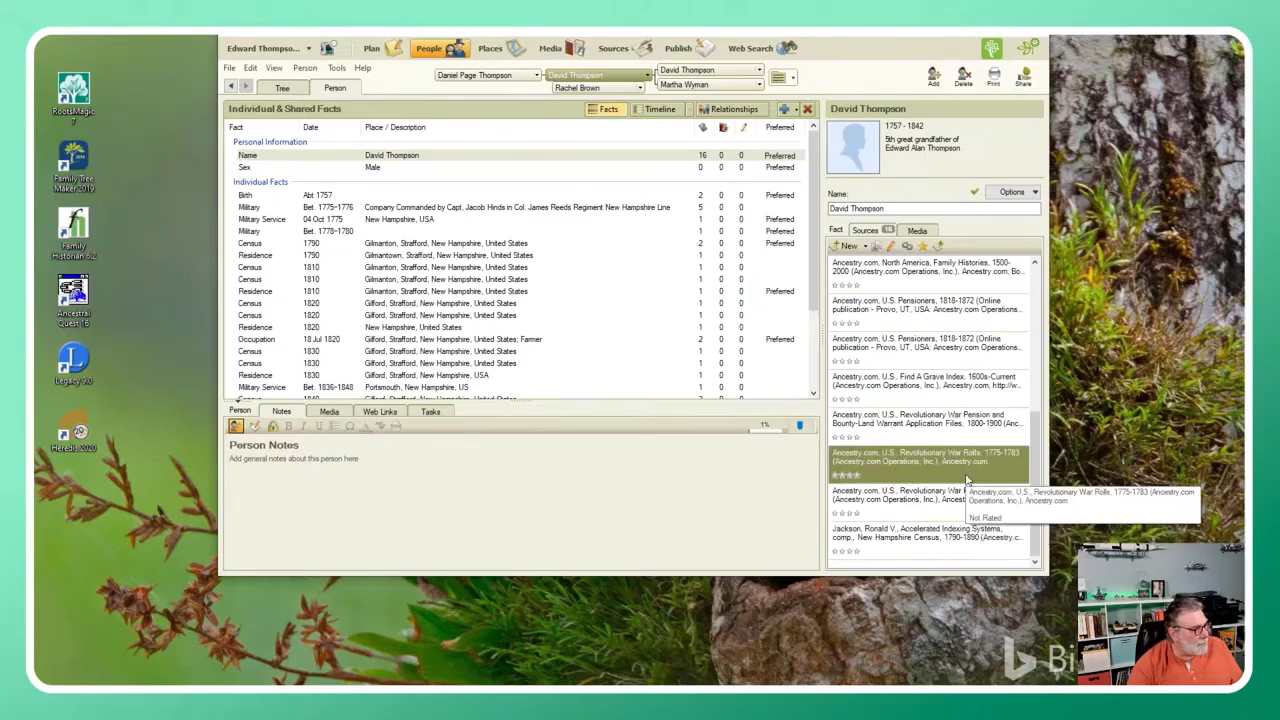 RootsMagic
7
Family Tree
Maker 2019
Family
Historian 6.2
Ancestral
Quest 16
Legacy 9.0
Heredis 2020
Edward Thompso...
Plan
People
Places
Media
Sources
Publish
Web Search
File Edit View Person Tools Help
Tree
Person
Daniel Page Thompson
David Thompson
Rachel Brown
David Thompson
Martha Wyman
Add
Delete
Print
Share
Individual & Shared Facts
Facts
Timeline
Relationships
Fact Date Place / Description Preferred
Personal Information
Name David Thompson 16 0 0 Preferred
Sex Male 0 0 0 Preferred
Individual Facts
Birth Abt 1757 2 0 0 Preferred
Military Bet. 1775-1776 Company Commanded by Capt, Jacob Hinds in Col. James Reeds Regiment New Hampshire Line 5 0 0 Preferred
Military Service 04 Oct 1775 New Hampshire, USA 1 0 0 Preferred
Military Bet. 1778-1780 1 0 0
Census 1790 Gilmanton, Strafford, New Hampshire, United States 2 0 0 Preferred
Residence 1790 Gilmantown, Strafford, New Hampshire, United States 1 0 0 Preferred
Census 1810 Gilmanton, Strafford, New Hampshire, United States 1 0 0
Census 1810 Gilmanton, Strafford, New Hampshire, United States 1 0 0
Residence 1810 Gilmanton, Strafford, New Hampshire, United States 1 0 0 Preferred
Census 1820 Gilford, Strafford, New Hampshire, United States 1 0 0
Census 1820 Gilford, Strafford, New Hampshire, United States 1 0 0
Residence 1820 New Hampshire, United States 1 0 0
Occupation 18 Jul 1820 Gilford, Strafford, New Hampshire, United States; Farmer 2 0 0 Preferred
Census 1830 Gilford, Strafford, New Hampshire, United States 1 0 0
Census 1830 Gilford, Strafford, New Hampshire, United States 1 0 0
Residence 1830 Gilford, Strafford, New Hampshire, USA 1 0 0
Military Service Bet. 1836-1848 Portsmouth, New Hampshire, US 1 0 0 Preferred
Person
Notes
Media
Web Links
Tasks
1%
Person Notes
Add general notes about this person here
David Thompson
1757 - 1842
5th great grandfather of
Edward Alan Thompson
Name:
Options
David Thompson
Fact
Sources 16
Media
New
Ancestry.com, North America, Family Histories, 1500-
2000 (Ancestry.com Operations, Inc.), Ancestry.com, Bo...
Ancestry.com, U.S. Pensioners, 1818-1872 (Online
publication - Provo, UT, USA: Ancestry.com Operations...
Ancestry.com, U.S. Pensioners, 1818-1872 (Online
publication - Provo, UT, USA: Ancestry.com Operations...
Ancestry.com, U.S., Find A Grave Index, 1600s-Current
(Ancestry.com Operations, Inc.), Ancestry.com, http://w...
Ancestry.com, U.S., Revolutionary War Pension and
Bounty-Land Warrant Application Files, 1800-1900 (Anc...
Ancestry.com, U.S., Revolutionary War Rolls, 1775-1783
(Ancestry.com Operations, Inc.), Ancestry.com.
Ancestry.com, U.S., Revolutionary War
(Ancestry.com Operations, Inc.), Ancest
Ancestry.com, U.S., Revolutionary War Rolls, 1775-1783 (Ancestry.com
Operations, Inc.), Ancestry.com
Not Rated
Jackson, Ronald V., Accelerated Indexing Systems,
comp., New Hampshire Census, 1790-1890 (Ancestry.c...
Bi